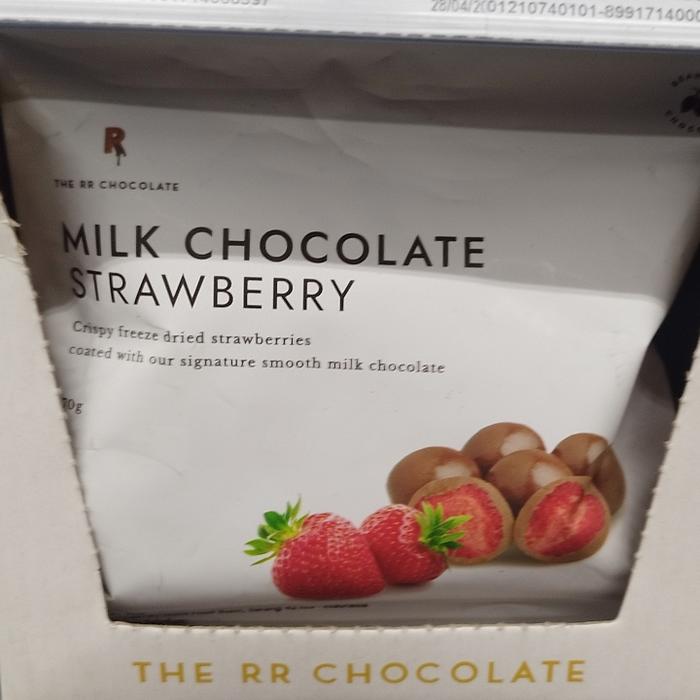 28/04/2
01210740101-899171400
R
THE RR CHOCOLATE
MILK CHOCOLATE
STRAWBERRY
Crispy freeze dried strawberries
coated with our signature smooth milk chocolate
70g
THE RR CHOCOLATE